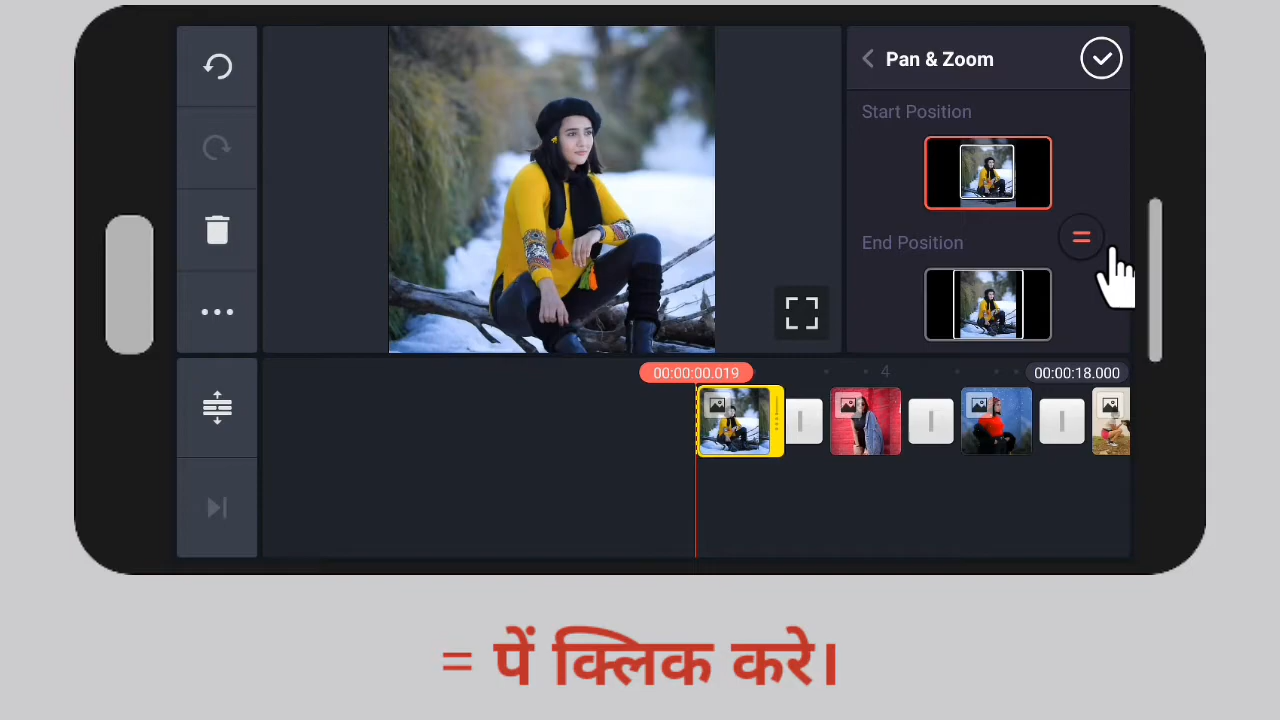 Pan & Zoom
Start Position
End Position
=
00:00:00.019
4
00:00:18.000
= पें क्लिक करे।